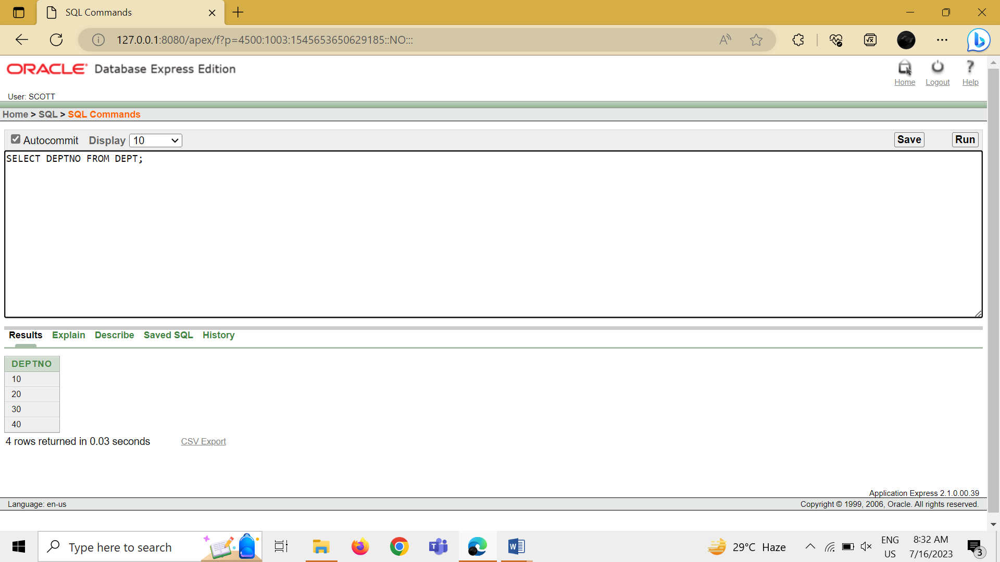 SQL Commands
127.0.0.1:8080/apex/f?p=4500:1003:1545653650629185::NO:::
ORACLE Database Express Edition
Home Logout Help
User: SCOTT
Home > SQL > SQL Commands
Autocommit Display 10 Save Run
SELECT DEPTNO FROM DEPT;
Results Explain Describe Saved SQL History
DEPTNO
10
20
30
40
4 rows returned in 0.03 seconds CSV Export
Application Express 2.1.0.00.39
Language: en-us Copyright © 1999, 2006, Oracle. All rights reserved.
Type here to search
29°C Haze
ENG
US
8:32 AM
7/16/2023
3